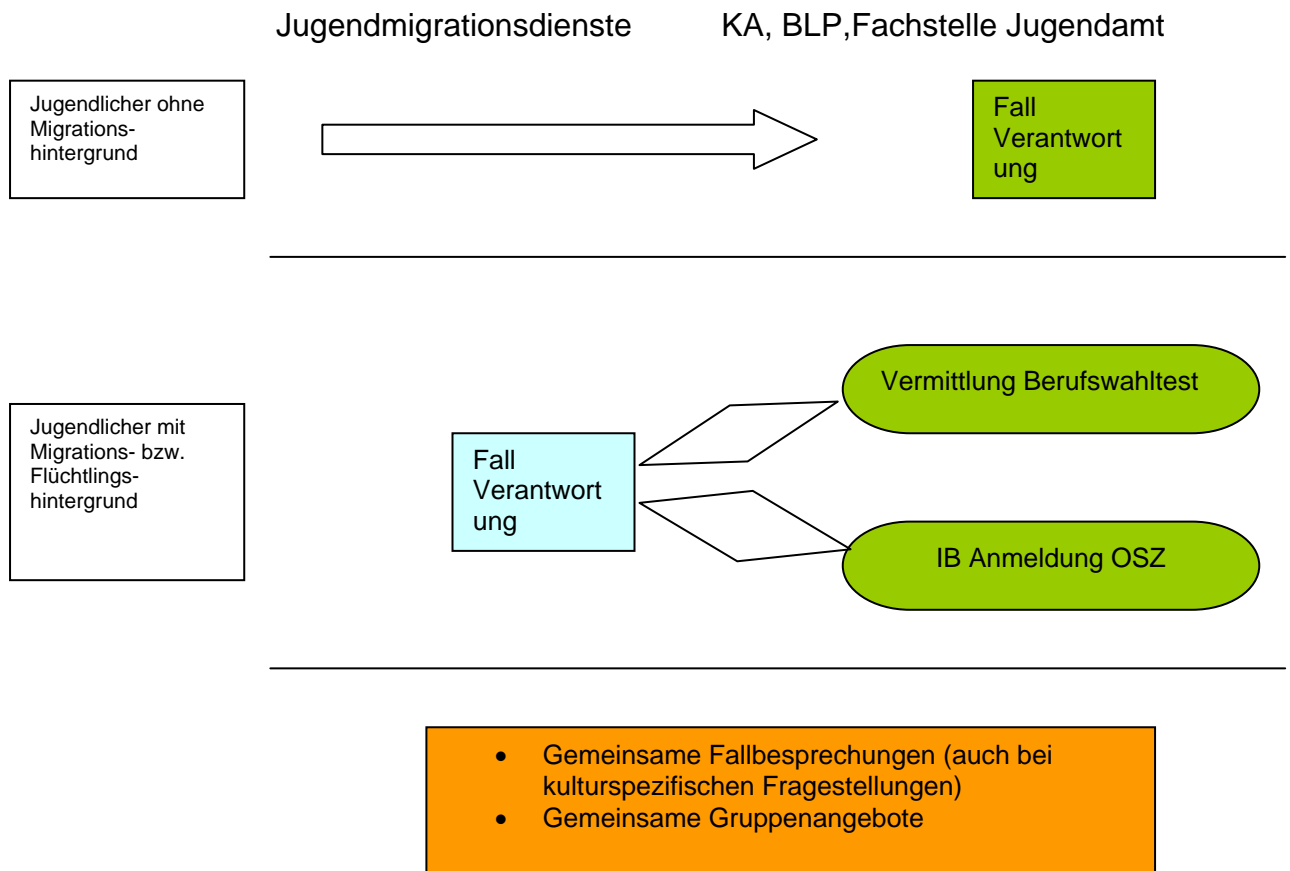 Jugendmigrationsdienste KA, BLP,Fachstelle Jugendamt
Jugendlicher ohne
Migrations-
hintergrund
Fall
Verantwort
ung
Jugendlicher mit
Migrations- bzw.
Flüchtlings-
hintergrund
Fall
Verantwort
ung
Vermittlung Berufswahltest
IB Anmeldung OSZ
• Gemeinsame Fallbesprechungen (auch bei
kulturspezifischen Fragestellungen)
• Gemeinsame Gruppenangebote